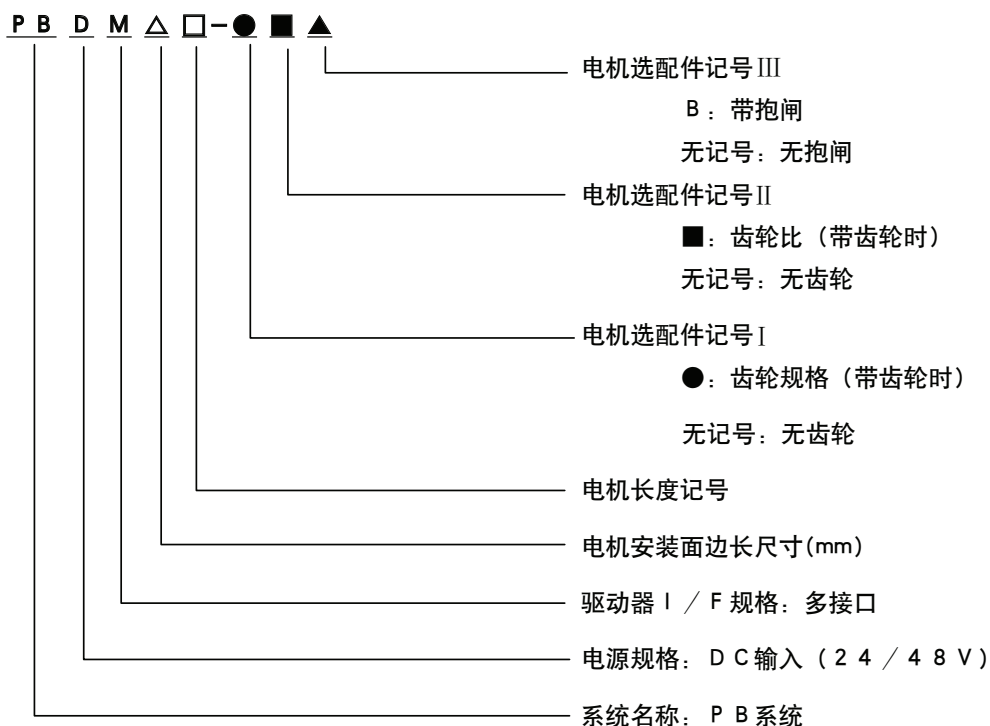 PBDM△□-●■▲
电机选配件记号Ⅲ
B：带抱闸
无记号：无抱闸
电机选配件记号Ⅱ
■：齿轮比（带齿轮时）
无记号：无齿轮
电机选配件记号Ⅰ
●：齿轮规格（带齿轮时）
无记号：无齿轮
电机长度记号
电机安装面边长尺寸(mm)
驱动器I／F规格：多接口
电源规格：DC输入（24／48V）
系统名称：PB系统